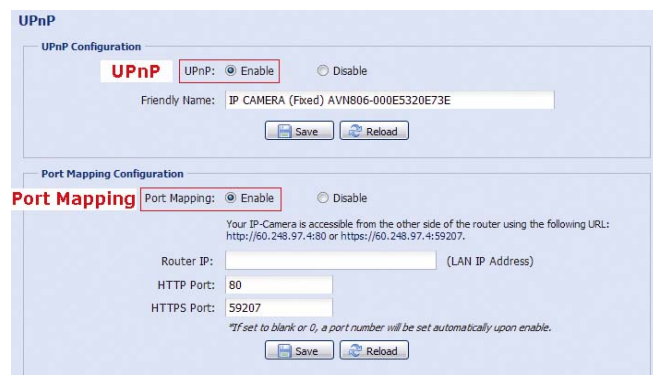 UPnP
UPnP Configuration
UPnP UPnP: Enable Disable
Friendly Name: IP CAMERA (Fixed) AVN806-000E5320E73E
Save Reload
Port Mapping Configuration
Port Mapping Port Mapping: Enable Disable
Your IP-Camera is accessible from the other side of the router using the following URL:
http://60.248.97.4:80 or https://60.248.97.4:59207.
Router IP: (LAN IP Address)
HTTP Port: 80
HTTPS Port: 59207
*If set to blank or 0, a port number will be set automatically upon enable.
Save Reload